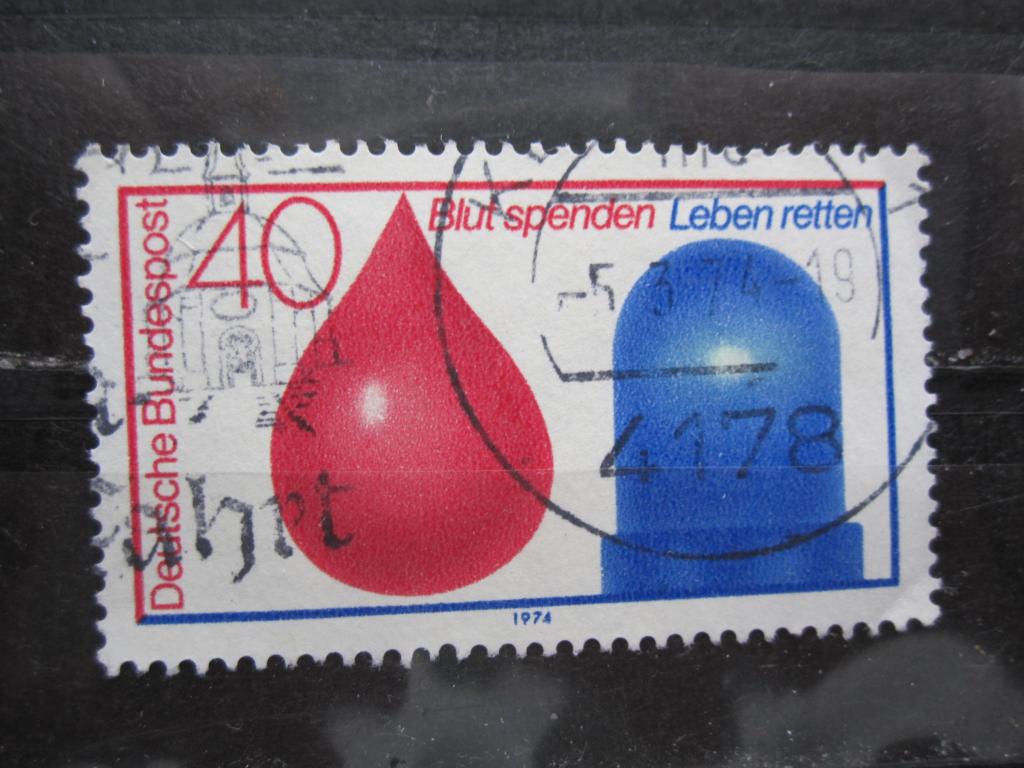 Deutsche Bundespost
40
Blut spenden Leben retten
-5.3.74-19
4178
1974